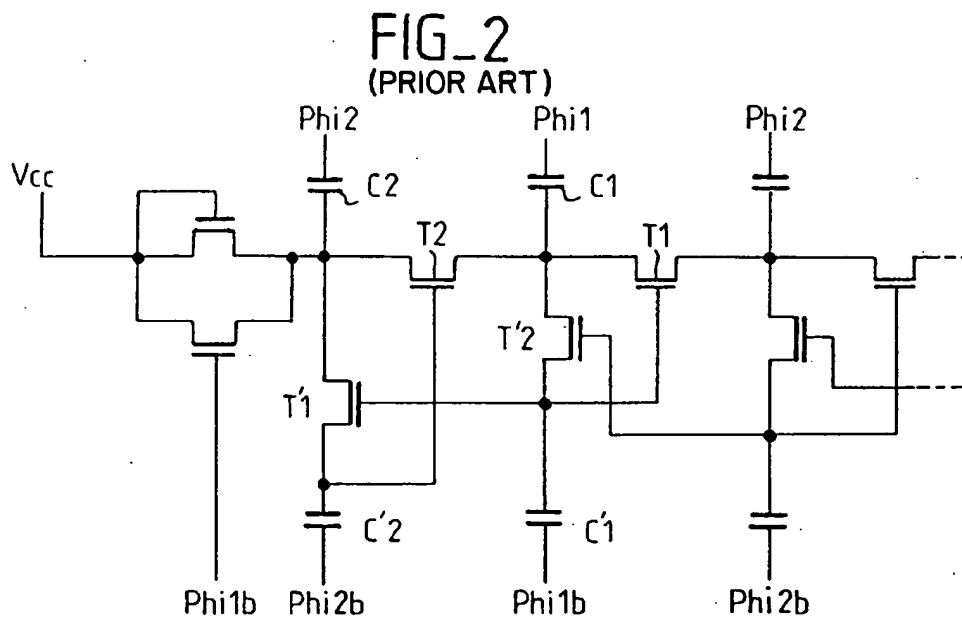 FIG_2
(PRIOR ART)
Phi2 Phi1 Phi2
Vcc
C2 C1
T2 T1
T'2
T'1
C'2 C'1
Phi1b Phi2b Phi1b Phi2b